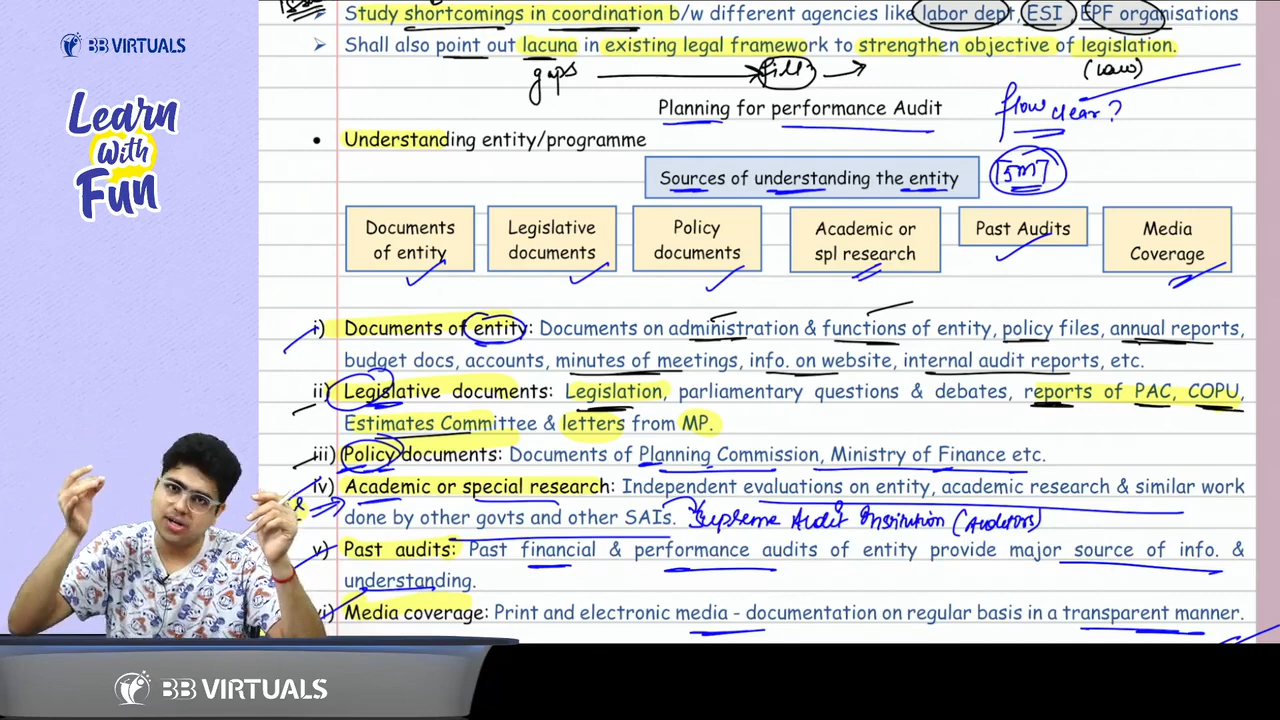 ➤ Study shortcomings in coordination b/w different agencies like labor dept, ESI , EPF organisations
BB VIRTUALS
➤ Shall also point out lacuna in existing legal framework to strengthen objective of legislation.
gaps fill (law)
Learn
With
Fun
Planning for performance Audit
flow clear?
• Understanding entity/programme
Sources of understanding the entity
Documents of entity
Legislative documents
Policy documents
Academic or spl research
Past Audits
Media Coverage
i) Documents of entity: Documents on administration & functions of entity, policy files, annual reports,
budget docs, accounts, minutes of meetings, info. on website, internal audit reports, etc.
ii) Legislative documents: Legislation, parliamentary questions & debates, reports of PAC, COPU,
Estimates Committee & letters from MP.
iii) Policy documents: Documents of Planning Commission, Ministry of Finance etc.
iv) Academic or special research: Independent evaluations on entity, academic research & similar work
done by other govts and other SAIs. Supreme Audit Institution (Auditors)
v) Past audits: Past financial & performance audits of entity provide major source of info. &
understanding.
vi) Media coverage: Print and electronic media - documentation on regular basis in a transparent manner.
BB VIRTUALS